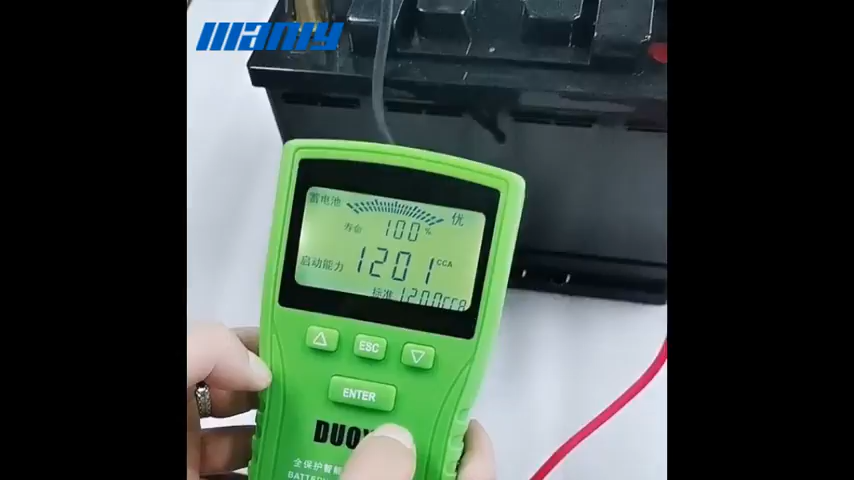 MANLY
蓄电池
优
寿命 100 %
启动能力 1201 CCA
标准 1200CCA
ESC
ENTER
全保护智能